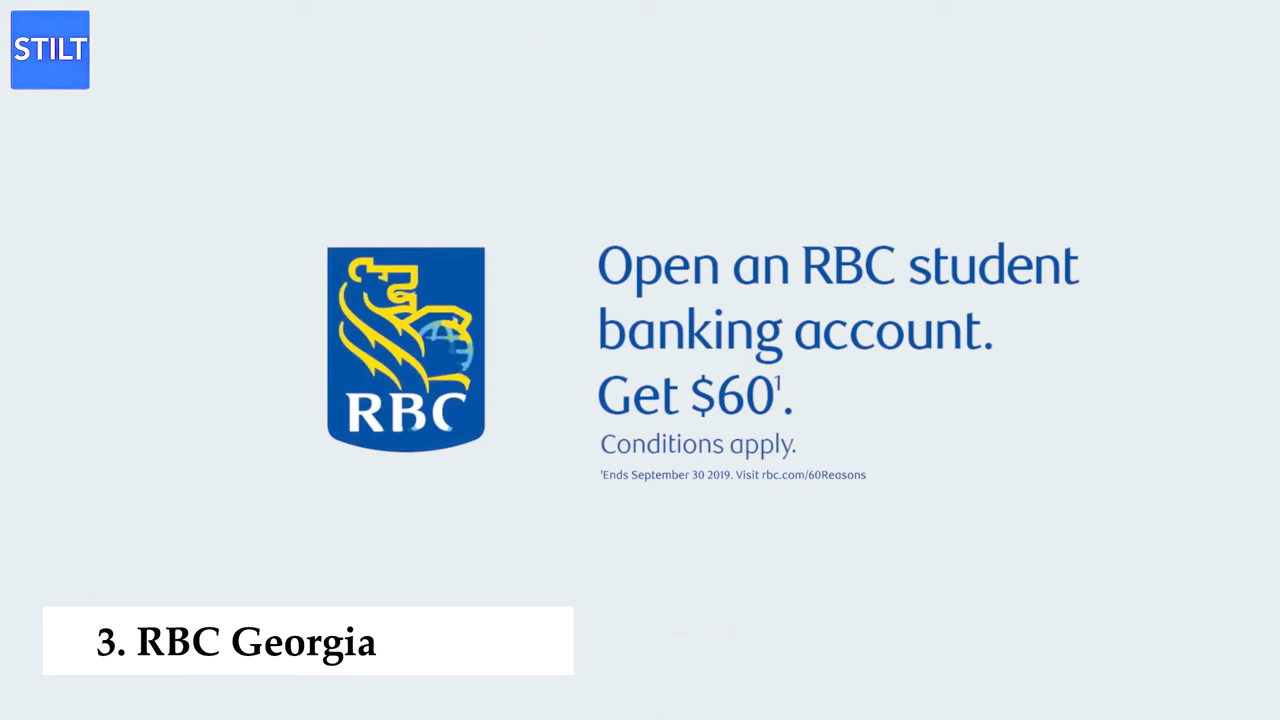 STILT
RBC
Open an RBC student
banking account.
Get $60¹.
Conditions apply.
¹Ends September 30 2019. Visit rbc.com/60Reasons
3. RBC Georgia